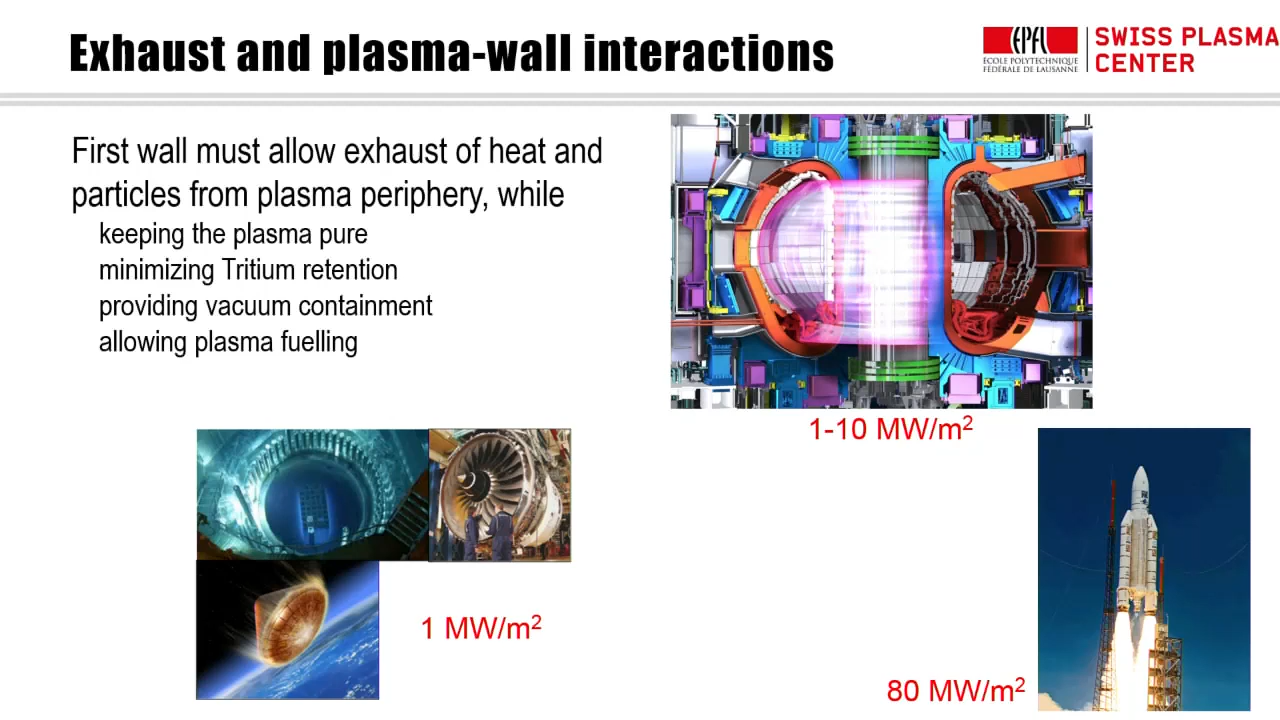 Exhaust and plasma-wall interactions
EPFL
ÉCOLE POLYTECHNIQUE
FÉDÉRALE DE LAUSANNE
SWISS PLASMA
CENTER
First wall must allow exhaust of heat and
particles from plasma periphery, while
keeping the plasma pure
minimizing Tritium retention
providing vacuum containment
allowing plasma fuelling
1-10 MW/m²
1 MW/m²
80 MW/m²